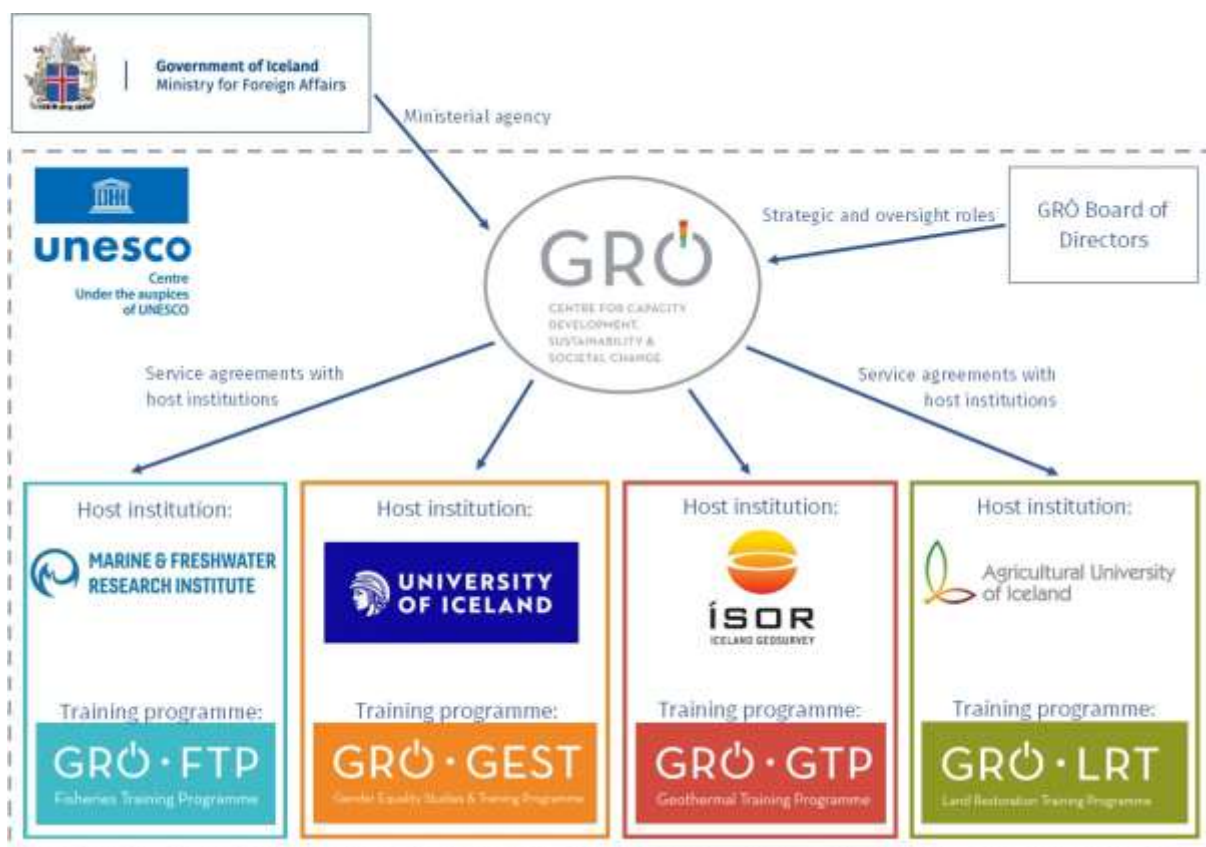 Government of Iceland
Ministry for Foreign Affairs
Ministerial agency
unesco
Centre
Under the auspices
of UNESCO
GRÓ
CENTRE FOR CAPACITY
DEVELOPMENT,
SUSTAINABILITY &
SOCIETAL CHANGE
Strategic and oversight roles
GRÓ Board of
Directors
Service agreements with
host institutions
Service agreements with
host institutions
Host institution:
MARINE & FRESHWATER
RESEARCH INSTITUTE
Training programme:
GRÓ · FTP
Fisheries Training Programme
Host institution:
UNIVERSITY
OF ICELAND
Training programme:
GRÓ · GEST
Gender Equality Studies & Training Programme
Host institution:
ÍSOR
ICELAND GEOSURVEY
Training programme:
GRÓ · GTP
Geothermal Training Programme
Host institution:
Agricultural University
of Iceland
Training programme:
GRÓ · LRT
Land Restoration Training Programme